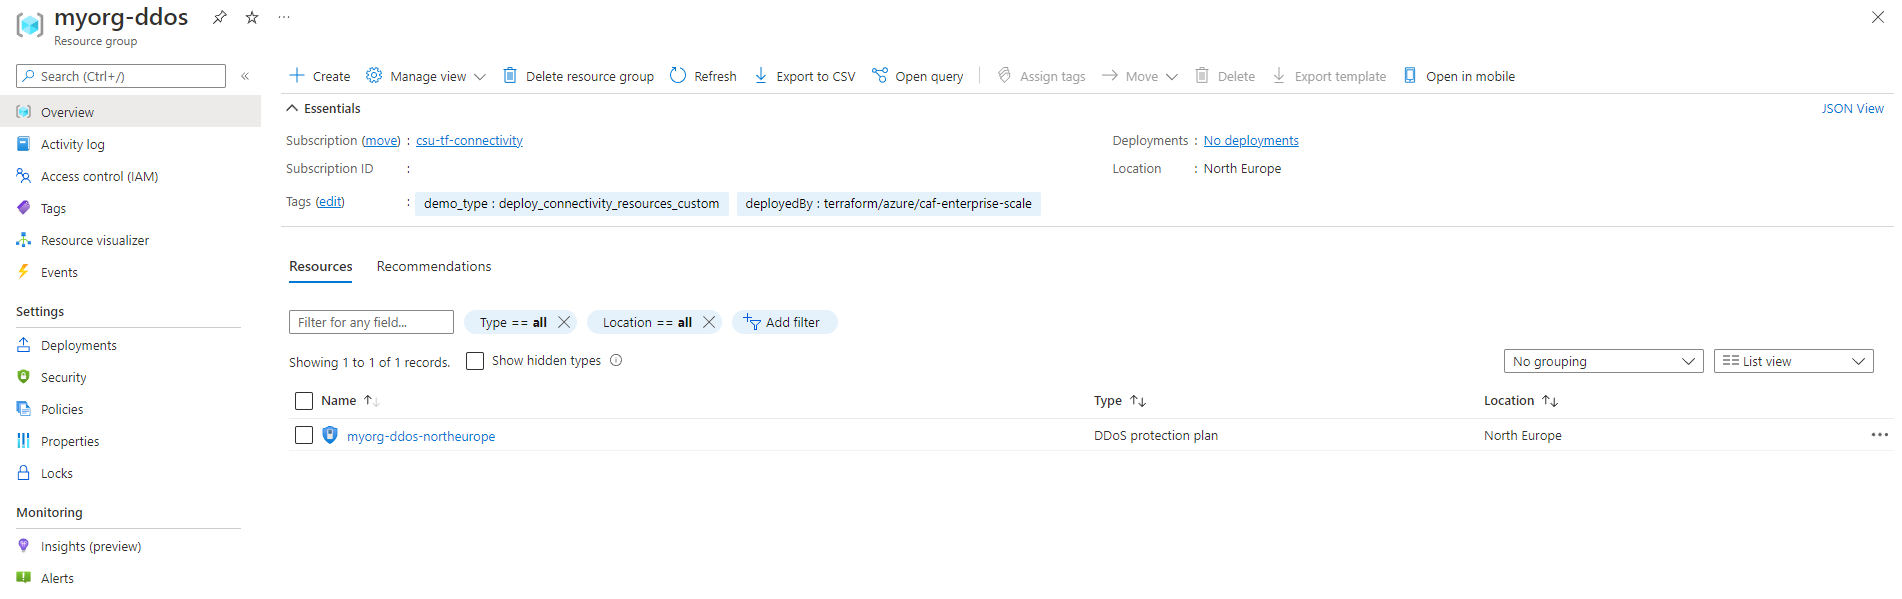 myorg-ddos
Resource group
Search (Ctrl+/)
Overview
Activity log
Access control (IAM)
Tags
Resource visualizer
Events
Settings
Deployments
Security
Policies
Properties
Locks
Monitoring
Insights (preview)
Alerts
Create Manage view Delete resource group Refresh Export to CSV Open query Assign tags Move Delete Export template Open in mobile
Essentials JSON View
Subscription (move) : csu-tf-connectivity Deployments : No deployments
Subscription ID : Location : North Europe
Tags (edit) : demo_type : deploy_connectivity_resources_custom deployedBy : terraform/azure/caf-enterprise-scale
Resources Recommendations
Filter for any field... Type == all Location == all Add filter
Showing 1 to 1 of 1 records. Show hidden types No grouping List view
Name Type Location
myorg-ddos-northeurope DDoS protection plan North Europe